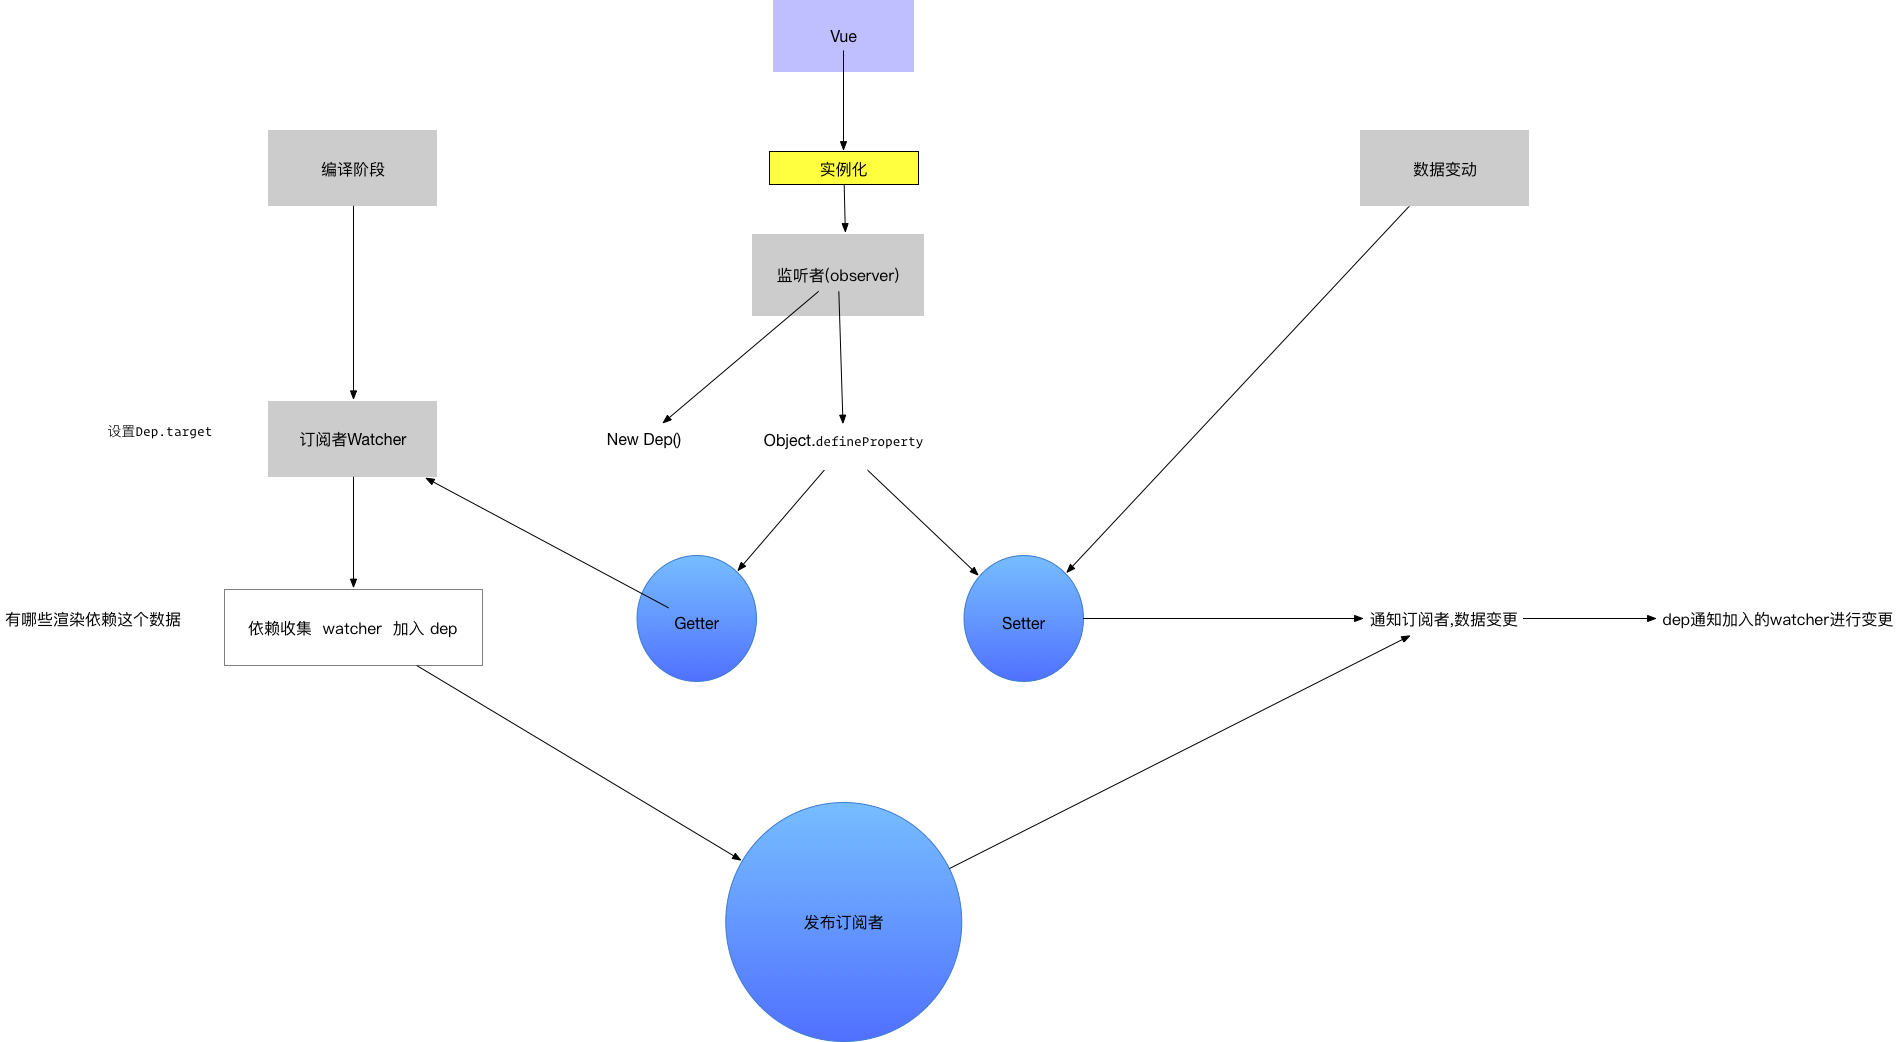 Vue
编译阶段
实例化
数据变动
监听者(observer)
设置Dep.target
订阅者Watcher
New Dep()
Object.defineProperty
有哪些渲染依赖这个数据
依赖收集 watcher 加入 dep
Getter
Setter
通知订阅者,数据变更
dep通知加入的watcher进行变更
发布订阅者